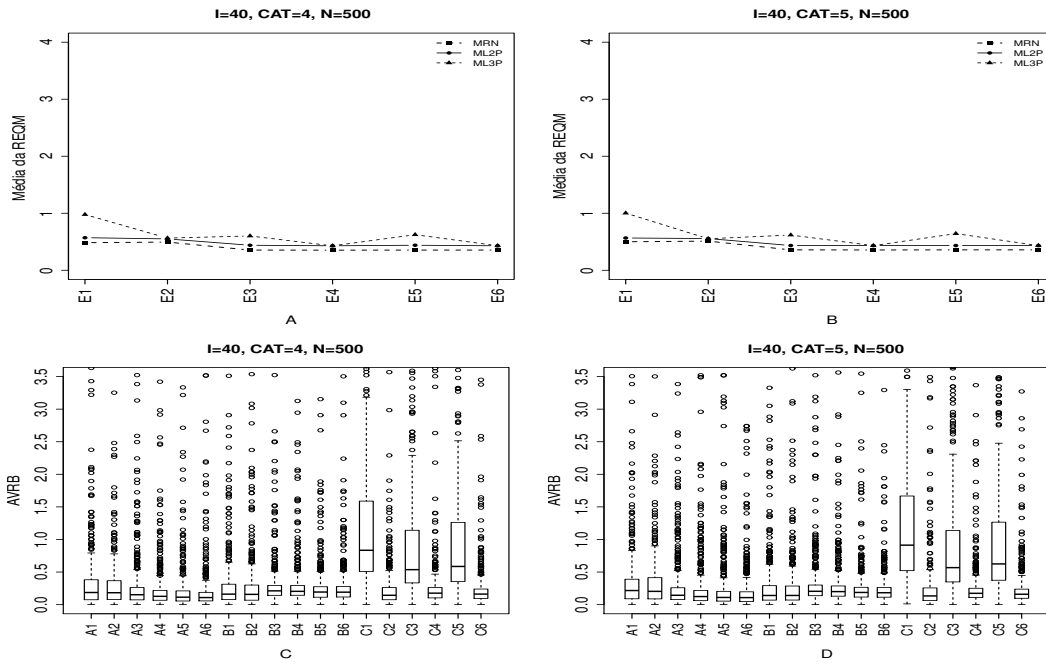 I=40, CAT=4, N=500
MRN
ML2P
ML3P
Média da REQM
0 1 2 3 4
E1 E2 E3 E4 E5 E6
A
I=40, CAT=5, N=500
MRN
ML2P
ML3P
Média da REQM
0 1 2 3 4
E1 E2 E3 E4 E5 E6
B
I=40, CAT=4, N=500
AVRB
0.0 0.5 1.0 1.5 2.0 2.5 3.0 3.5
A1 A2 A3 A4 A5 A6 B1 B2 B3 B4 B5 B6 C1 C2 C3 C4 C5 C6
C
I=40, CAT=5, N=500
AVRB
0.0 0.5 1.0 1.5 2.0 2.5 3.0 3.5
A1 A2 A3 A4 A5 A6 B1 B2 B3 B4 B5 B6 C1 C2 C3 C4 C5 C6
D